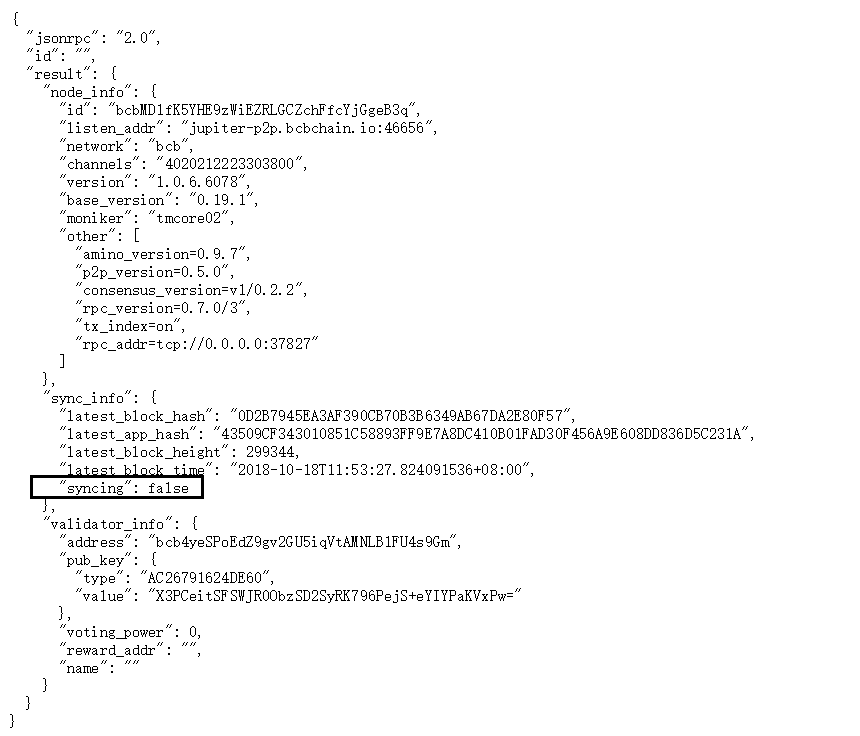 {
"jsonrpc": "2.0",
"id": "",
"result": {
"node_info": {
"id": "bcbMD1fK5YHE9zWiEZRLGCZchFfcYjGgeB3q",
"listen_addr": "jupiter-p2p.bcbchain.io:46656",
"network": "bcb",
"channels": "4020212223303800",
"version": "1.0.6.6078",
"base_version": "0.19.1",
"moniker": "tmcore02",
"other": [
"amino_version=0.9.7",
"p2p_version=0.5.0",
"consensus_version=v1/0.2.2",
"rpc_version=0.7.0/3",
"tx_index=on",
"rpc_addr=tcp://0.0.0.0:37827"
]
},
"sync_info": {
"latest_block_hash": "0D2B7945EA3AF390CB70B3B6349AB67DA2E80F57",
"latest_app_hash": "43509CF343010851C58893FF9E7A8DC410B01FAD30F456A9E608DD836D5C231A",
"latest_block_height": 299344,
"latest_block_time": "2018-10-18T11:53:27.824091536+08:00",
"syncing": false
},
"validator_info": {
"address": "bcb4yeSPoEdZ9gv2GU5iqVtAMNLB1FU4s9Gm",
"pub_key": {
"type": "AC26791624DE60",
"value": "X3PCeitSFSWJROObzSD2SyRK796PejS+eYIYPaKVxPw="
},
"voting_power": 0,
"reward_addr": "",
"name": ""
}
}
}